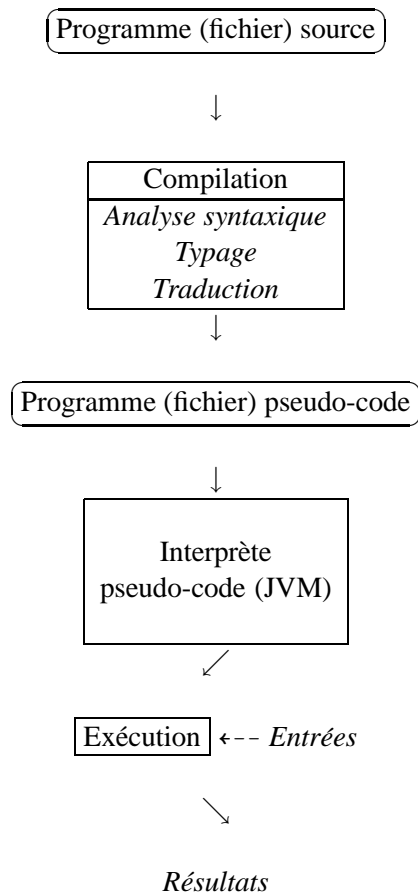 Programme (fichier) source
Compilation
Analyse syntaxique
Typage
Traduction
Programme (fichier) pseudo-code
Interprète
pseudo-code (JVM)
Exécution
Entrées
Résultats